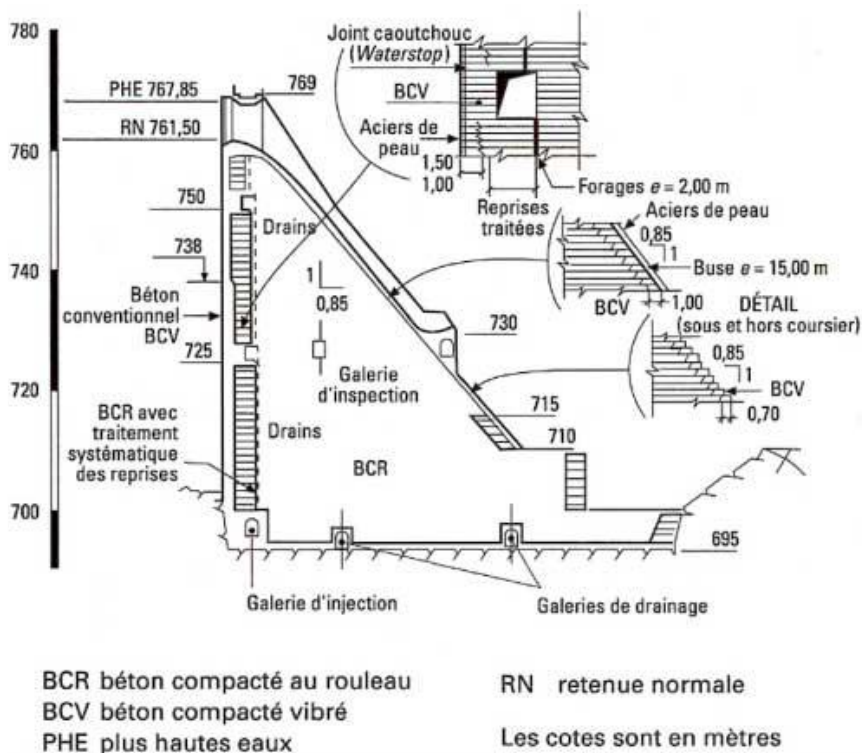 780
760
750
740
738
725
720
700
PHE 767,85
RN 761,50
769
Joint caoutchouc
(Waterstop)
BCV
Aciers de
peau
1,50
1,00
Reprises
traitées
Forages e = 2,00 m
Aciers de peau
0,85
1
Buse e = 15,00 m
BCV
1,00
DÉTAIL
(sous et hors coursier)
0,85
1
BCV
0,70
Drains
1
0,85
Béton
conventionnel
BCV
730
Galerie
d'inspection
715
710
BCR avec
traitement
systématique
des reprises
Drains
BCR
695
Galerie d'injection
Galeries de drainage
BCR béton compacté au rouleau
BCV béton compacté vibré
PHE plus hautes eaux
RN retenue normale
Les cotes sont en mètres